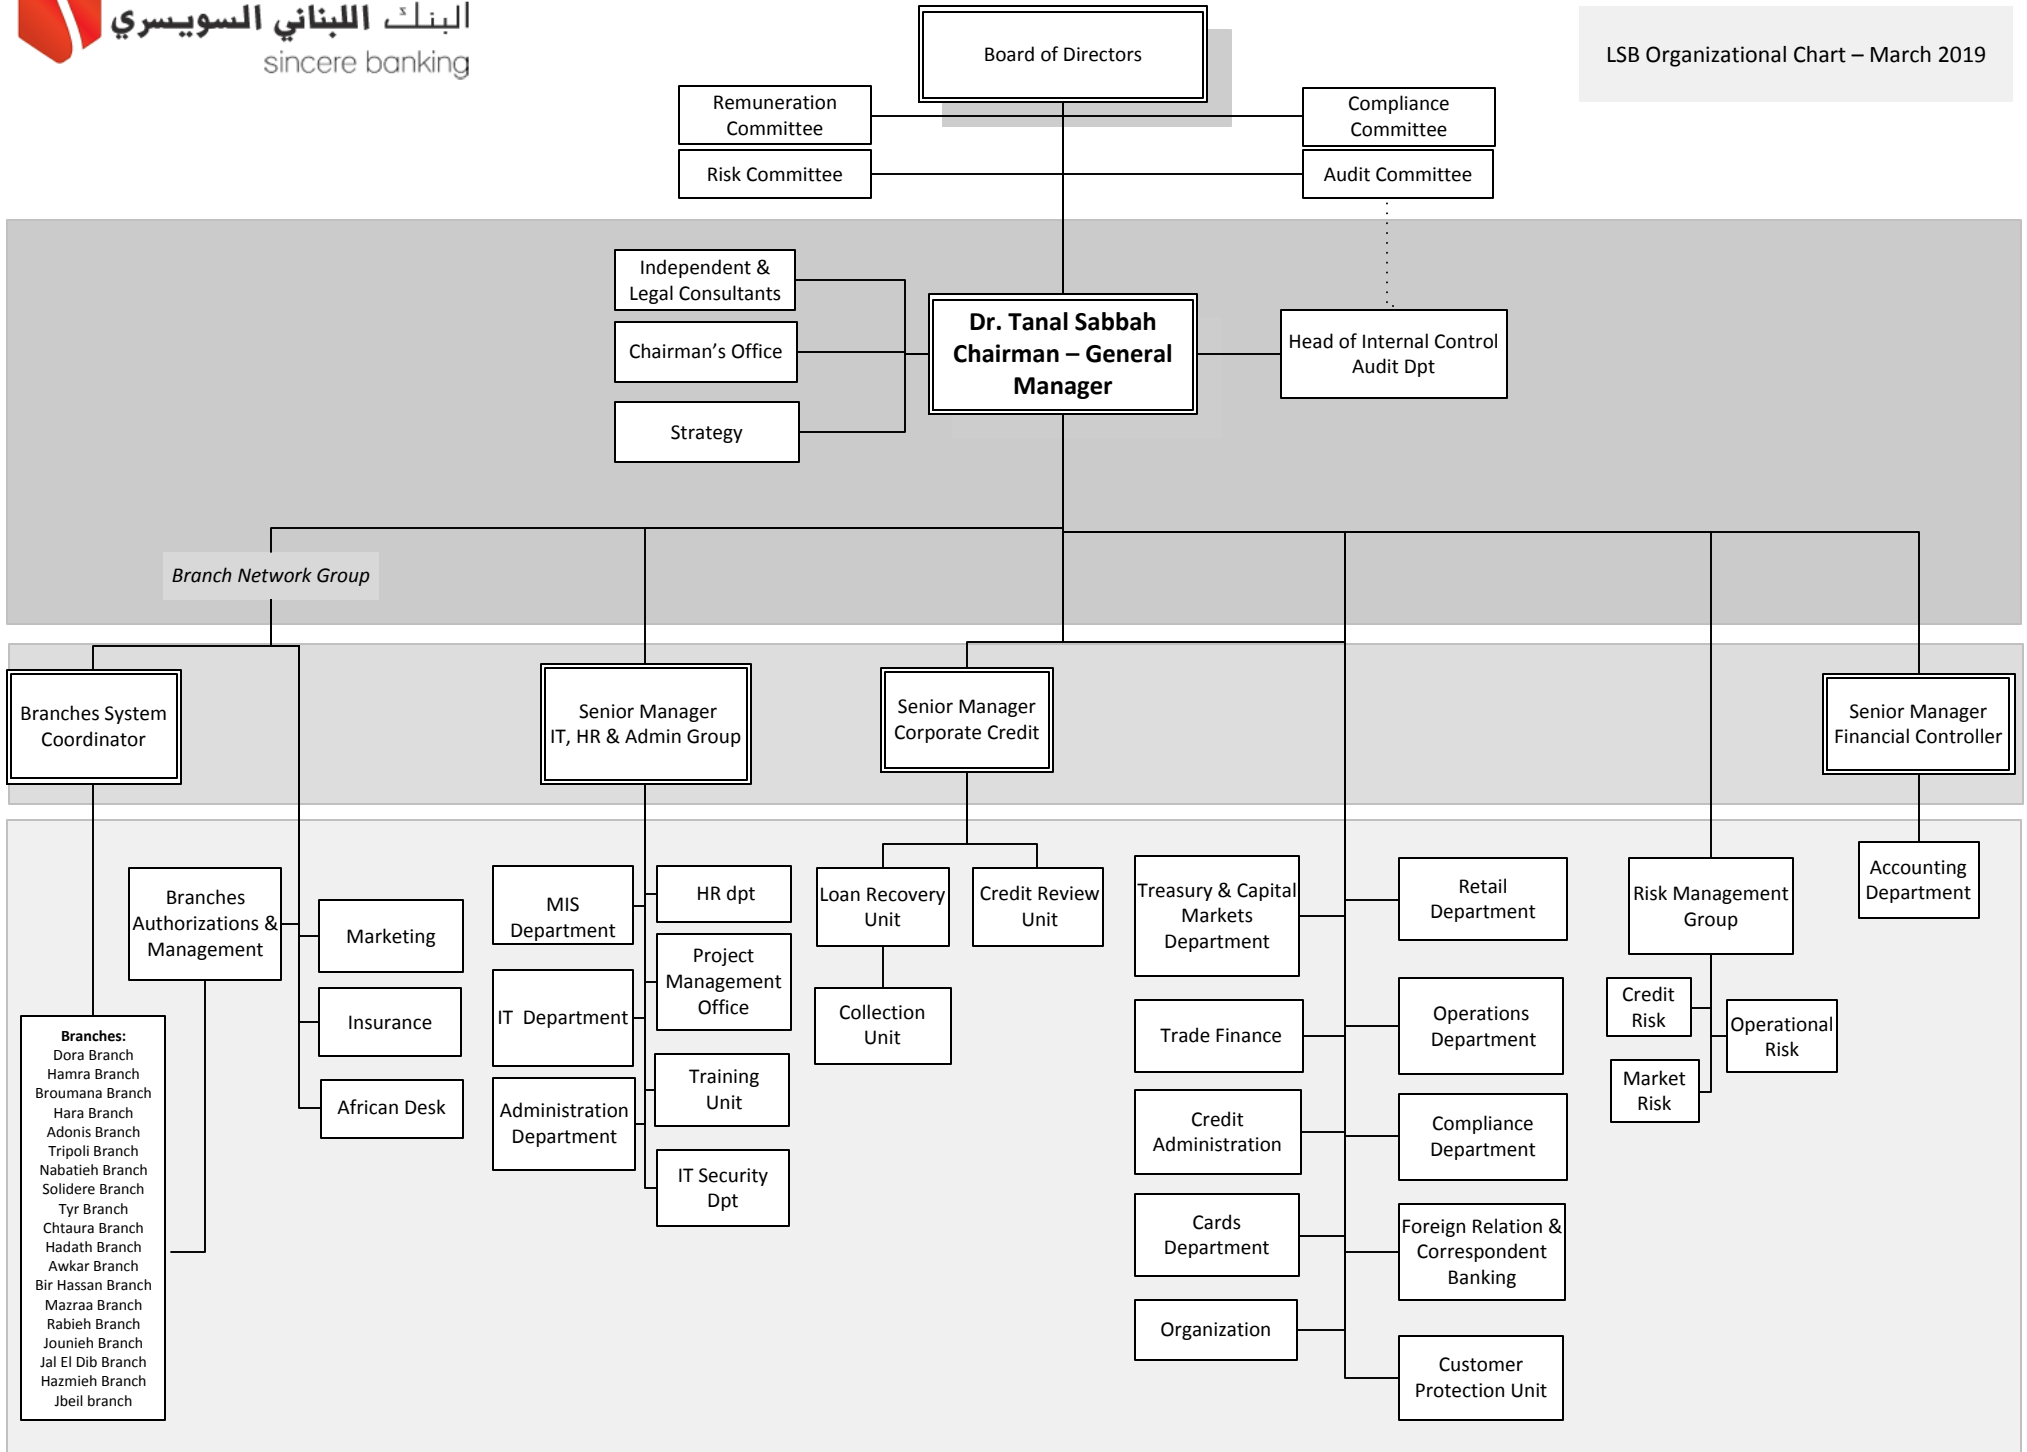 البنك اللبناني السويسري
sincere banking
LSB Organizational Chart – March 2019
Board of Directors
Remuneration
Committee
Compliance
Committee
Risk Committee
Audit Committee
Independent &
Legal Consultants
Chairman's Office
Strategy
Dr. Tanal Sabbah
Chairman – General
Manager
Head of Internal Control
Audit Dpt
Branch Network Group
Branches System
Coordinator
Senior Manager
IT, HR & Admin Group
Senior Manager
Corporate Credit
Senior Manager
Financial Controller
Branches
Authorizations &
Management
Marketing
Insurance
African Desk
Branches:
Dora Branch
Hamra Branch
Broumana Branch
Hara Branch
Adonis Branch
Tripoli Branch
Nabatieh Branch
Solidere Branch
Tyr Branch
Chtaura Branch
Hadath Branch
Awkar Branch
Bir Hassan Branch
Mazraa Branch
Rabieh Branch
Jounieh Branch
Jal El Dib Branch
Hazmieh Branch
Jbeil branch
MIS
Department
HR dpt
Project
Management
Office
IT Department
Training
Unit
Administration
Department
IT Security
Dpt
Loan Recovery
Unit
Credit Review
Unit
Collection
Unit
Treasury & Capital
Markets
Department
Retail
Department
Trade Finance
Operations
Department
Credit
Administration
Compliance
Department
Cards
Department
Foreign Relation &
Correspondent
Banking
Organization
Customer
Protection Unit
Risk Management
Group
Credit
Risk
Operational
Risk
Market
Risk
Accounting
Department